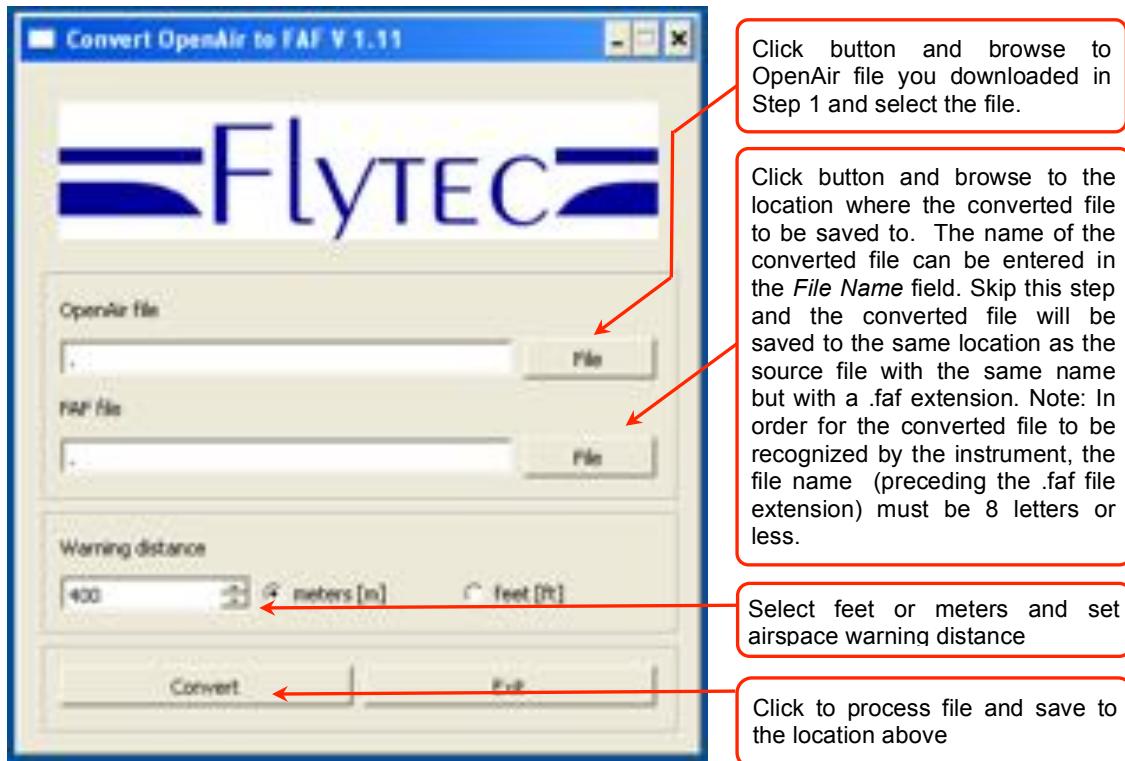 Convert OpenAir to FAF V 1.11
FLYTEC
OpenAir file
.
File
FAF file
.
File
Warning distance
400
meters [m]
feet [ft]
Convert
Exit
Click button and browse to
OpenAir file you downloaded in
Step 1 and select the file.
Click button and browse to the
location where the converted file
to be saved to. The name of the
converted file can be entered in
the File Name field. Skip this step
and the converted file will be
saved to the same location as the
source file with the same name
but with a .faf extension. Note: In
order for the converted file to be
recognized by the instrument, the
file name (preceding the .faf file
extension) must be 8 letters or
less.
Select feet or meters and set
airspace warning distance
Click to process file and save to
the location above